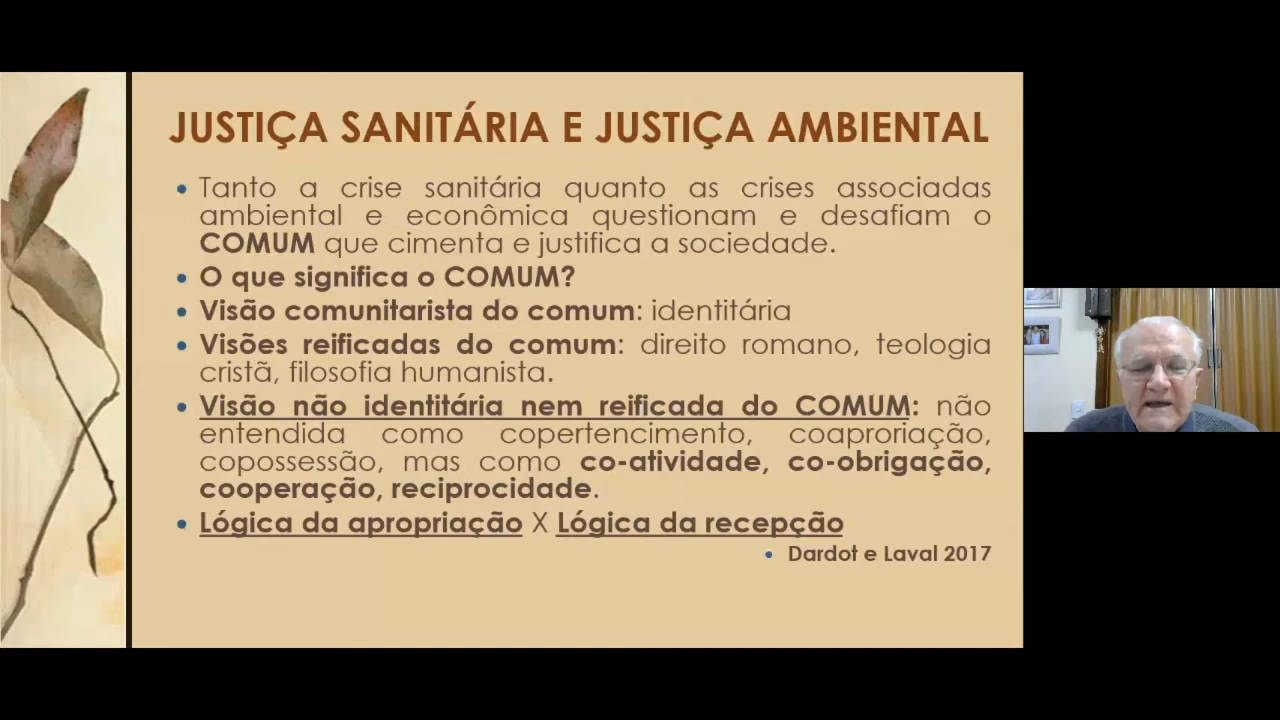 JUSTIÇA SANITÁRIA E JUSTIÇA AMBIENTAL
• Tanto a crise sanitária quanto as crises associadas
ambiental e econômica questionam e desafiam o
COMUM que cimenta e justifica a sociedade.
• O que significa o COMUM?
• Visão comunitarista do comum: identitária
• Visões reificadas do comum: direito romano, teologia
cristã, filosofia humanista.
• Visão não identitária nem reificada do COMUM: não
entendida como copertencimento, coaproriação,
copossessão, mas como co-atividade, co-obrigação,
cooperação, reciprocidade.
• Lógica da apropriação X Lógica da recepção
• Dardot e Laval 2017